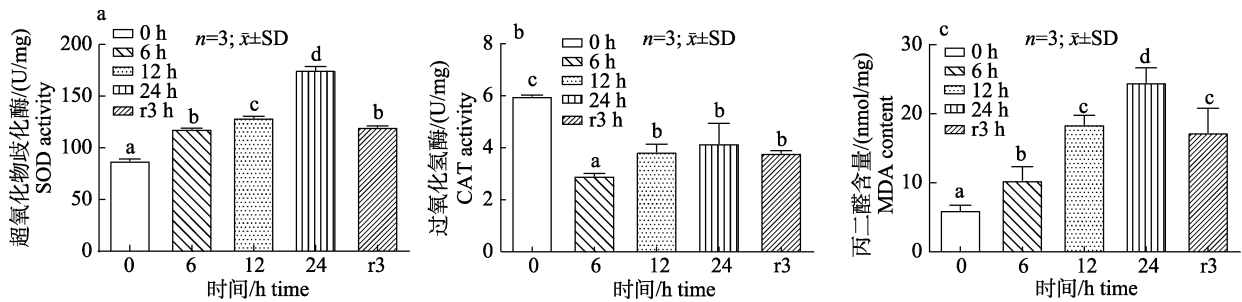 a
超氧化物歧化酶/(U/mg)
SOD activity
200
150
100
50
0
0 h
6 h
12 h
24 h
r3 h
n=3; x̄±SD
a
b
c
d
b
0 6 12 24 r3
时间/h time
b
过氧化氢酶/(U/mg)
CAT activity
8
6
4
2
0
n=3; x̄±SD
0 h
6 h
12 h
24 h
r3 h
c
a
b
b
b
0 6 12 24 r3
时间/h time
c
丙二醛含量/(nmol/mg)
MDA content
30
20
10
0
0 h
6 h
12 h
24 h
r3 h
n=3; x̄±SD
a
b
c
d
c
0 6 12 24 r3
时间/h time